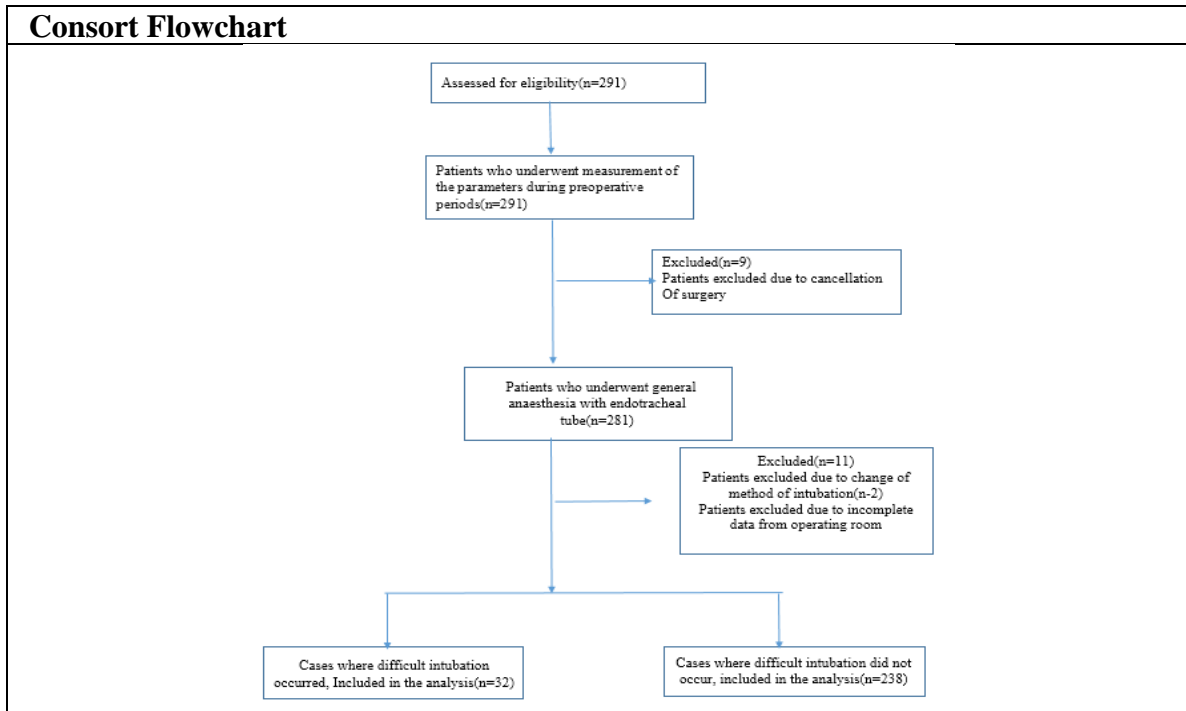 Consort Flowchart
Assessed for eligibility(n=291)
Patients who underwent measurement of
the parameters during preoperative
periods(n=291)
Excluded(n=9)
Patients excluded due to cancellation
Of surgery
Patients who underwent general
anaesthesia with endotracheal
tube(n=281)
Excluded(n=11)
Patients excluded due to change of
method of intubation(n-2)
Patients excluded due to incomplete
data from operating room
Cases where difficult intubation
occurred, Included in the analysis(n=32)
Cases where difficult intubation did not
occur, included in the analysis(n=238)